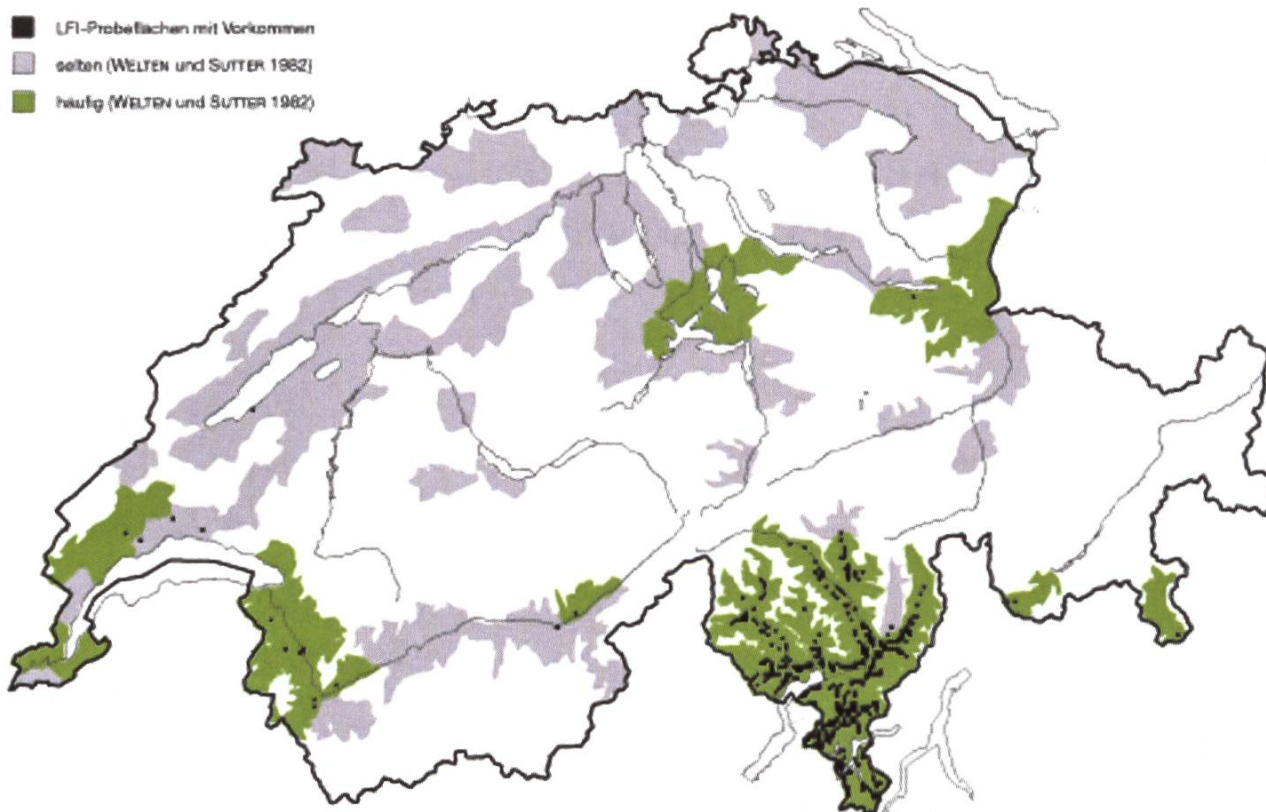 LFI-Probeflächen mit Vorkommen
selten (WELTEN und SUTTER 1982)
häufig (WELTEN und SUTTER 1982)